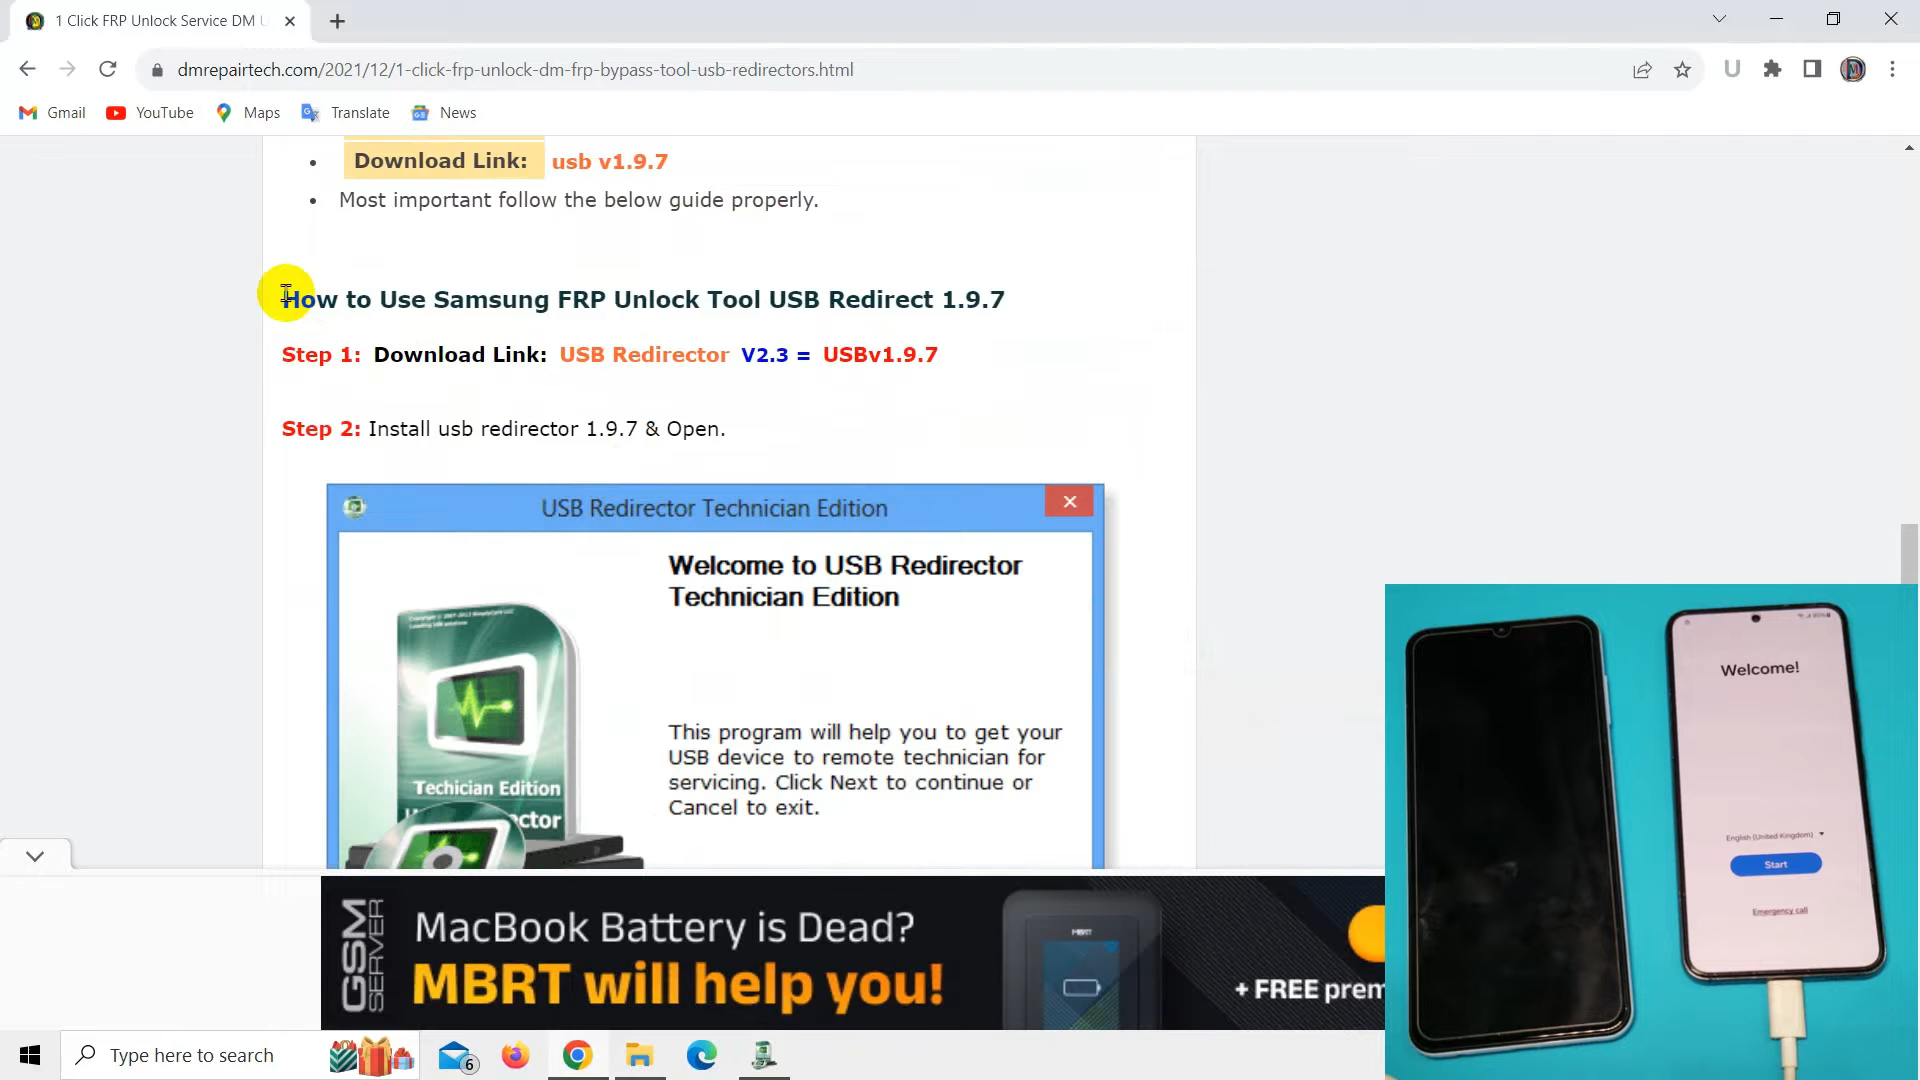 1 Click FRP Unlock Service DM
dmrepairtech.com/2021/12/1-click-frp-unlock-dm-frp-bypass-tool-usb-redirectors.html
Gmail YouTube Maps Translate News
Download Link: usb v1.9.7
Most important follow the below guide properly.
How to Use Samsung FRP Unlock Tool USB Redirect 1.9.7
Step 1: Download Link: USB Redirector V2.3 = USBv1.9.7
Step 2: Install usb redirector 1.9.7 & Open.
USB Redirector Technician Edition
Welcome to USB Redirector
Technician Edition
This program will help you to get your
USB device to remote technician for
servicing. Click Next to continue or
Cancel to exit.
Techician Edition
Welcome!
English (United Kingdom)
Start
Emergency call
GSM
SERVER
MacBook Battery is Dead?
MBRT will help you!
MBRT
+ FREE prem
Type here to search
6